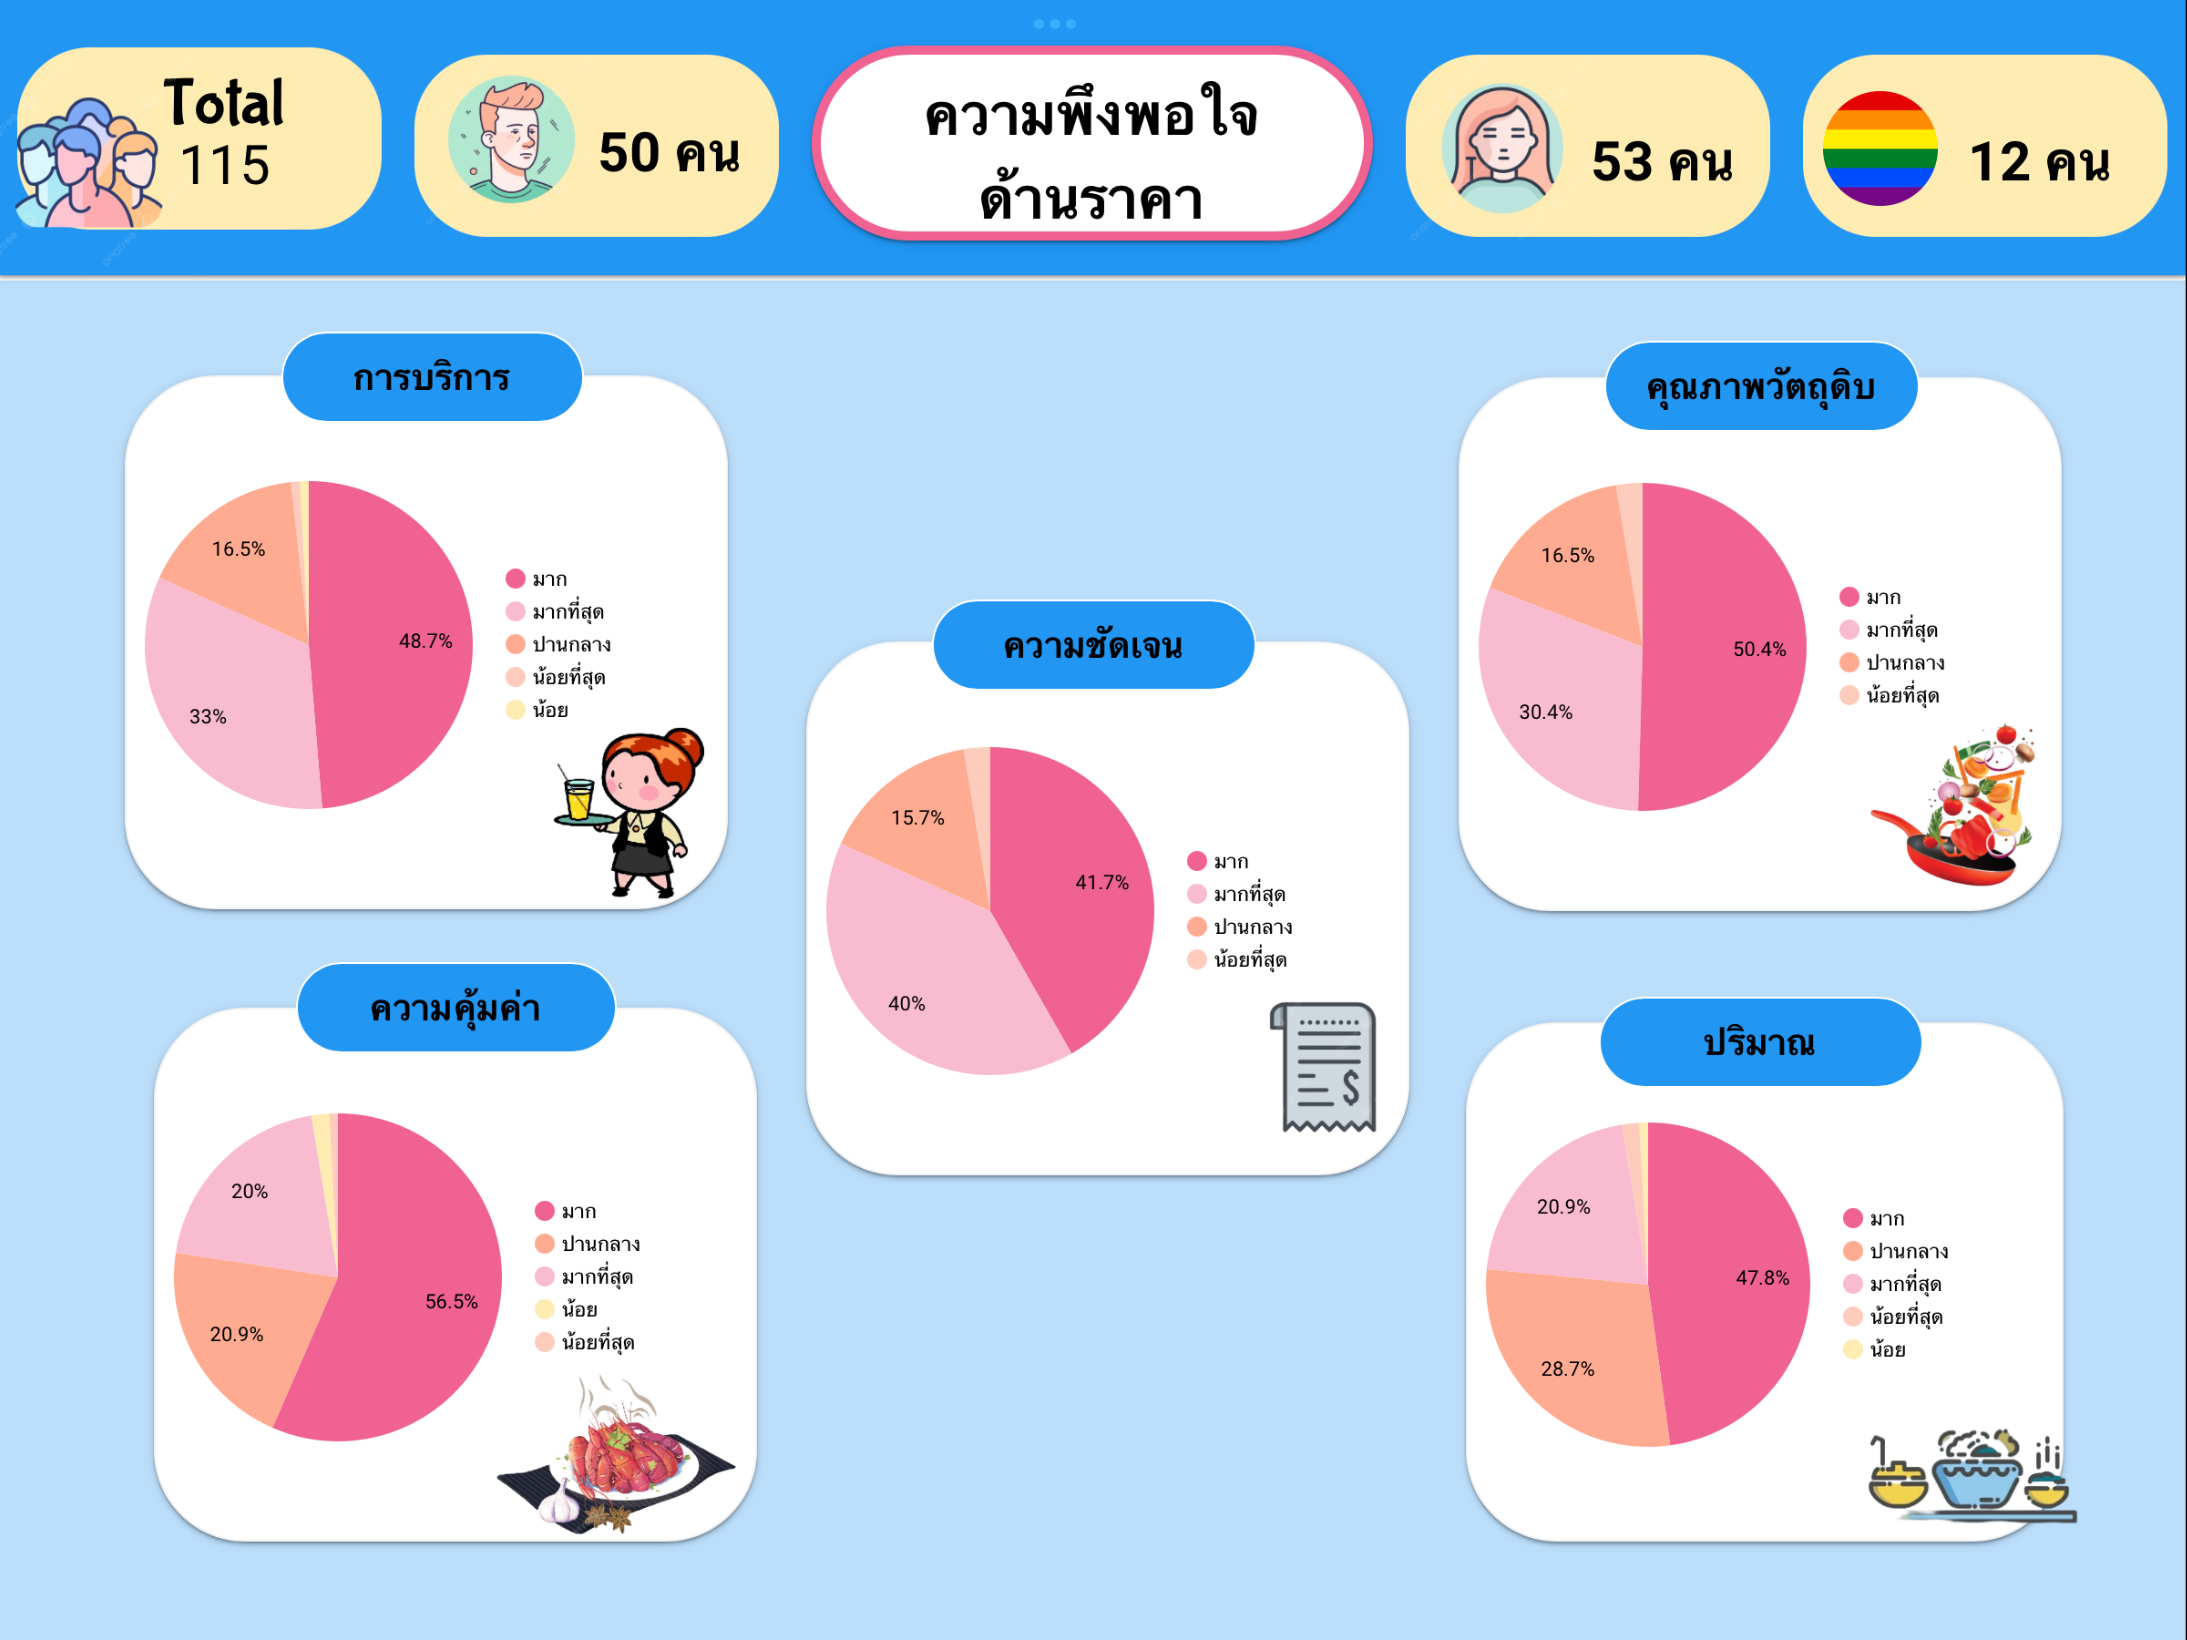 Total
115
50 คน
ความพึงพอใจ
ด้านราคา
53 คน
12 คน
การบริการ
16.5%
48.7%
33%
มาก
มากที่สุด
ปานกลาง
น้อยที่สุด
น้อย
คุณภาพวัตถุดิบ
16.5%
50.4%
30.4%
มาก
มากที่สุด
ปานกลาง
น้อยที่สุด
ความชัดเจน
15.7%
41.7%
40%
มาก
มากที่สุด
ปานกลาง
น้อยที่สุด
$
ความคุ้มค่า
20%
56.5%
20.9%
มาก
ปานกลาง
มากที่สุด
น้อย
น้อยที่สุด
ปริมาณ
20.9%
47.8%
28.7%
มาก
ปานกลาง
มากที่สุด
น้อยที่สุด
น้อย